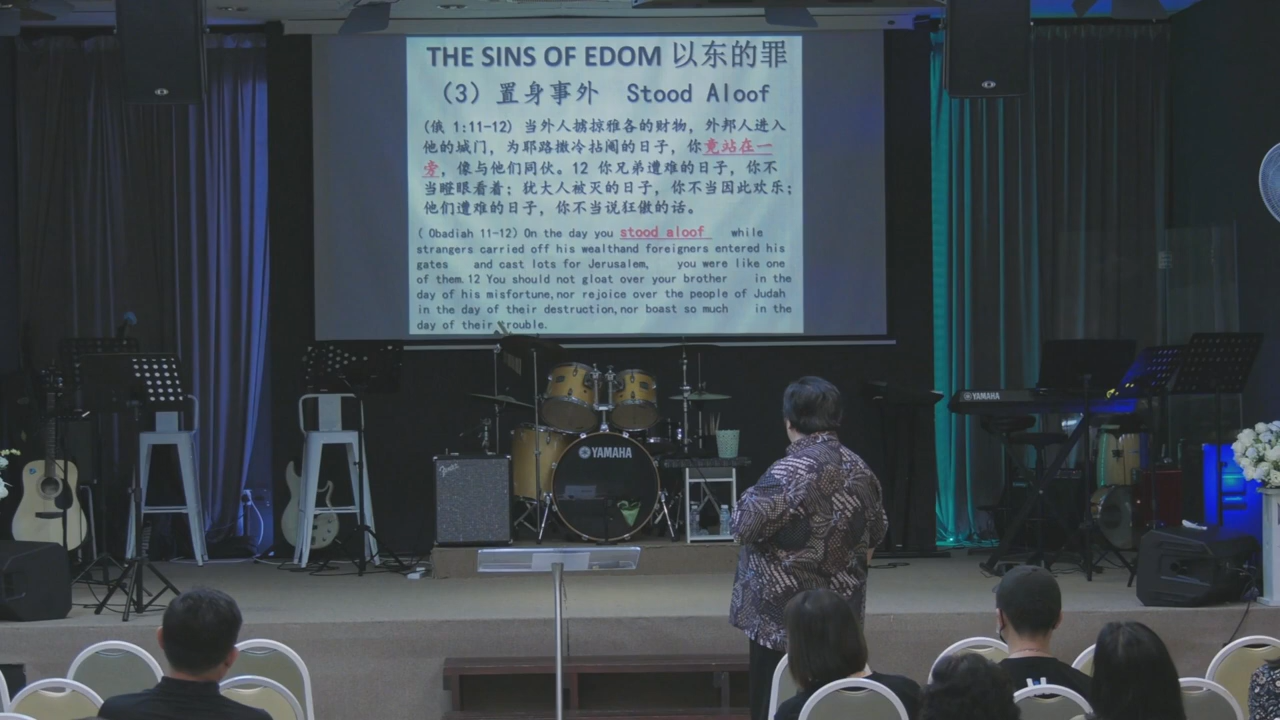 THE SINS OF EDOM 以东的罪
(3) 置身事外 Stood Aloof
(俄 1:11-12) 当外人掳掠雅各的财物，外邦人进入
他的城门，为耶路撒冷拈阄的日子，你竟站在一
旁，像与他们同伙。12 你兄弟遭难的日子，你不
当瞪眼看着；犹大人被灭的日子，你不当因此欢乐；
他们遭难的日子，你不当说狂傲的话。
( Obadiah 11-12) On the day you stood aloof while
strangers carried off his wealthand foreigners entered his
gates and cast lots for Jerusalem, you were like one
of them.12 You should not gloat over your brother in the
day of his misfortune,nor rejoice over the people of Judah
in the day of their destruction,nor boast so much in the
day of their trouble.
YAMAHA
YAMAHA
Fender